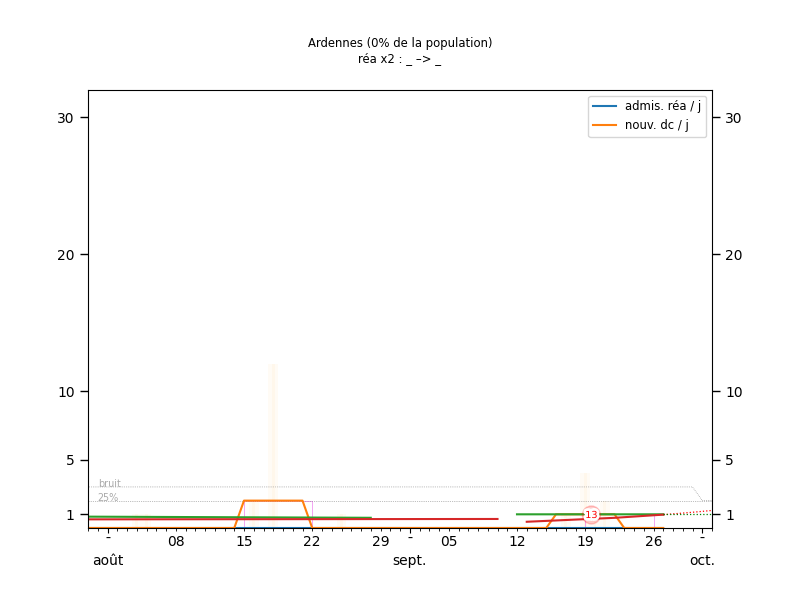 Ardennes (0% de la population)
réa x2 : _ –> _
admis. réa / j
nouv. dc / j
30 30
20 20
10 10
5 5
bruit
25%
1 1
13
- 08 15 22 29 - 05 12 19 26 -
août sept. oct.